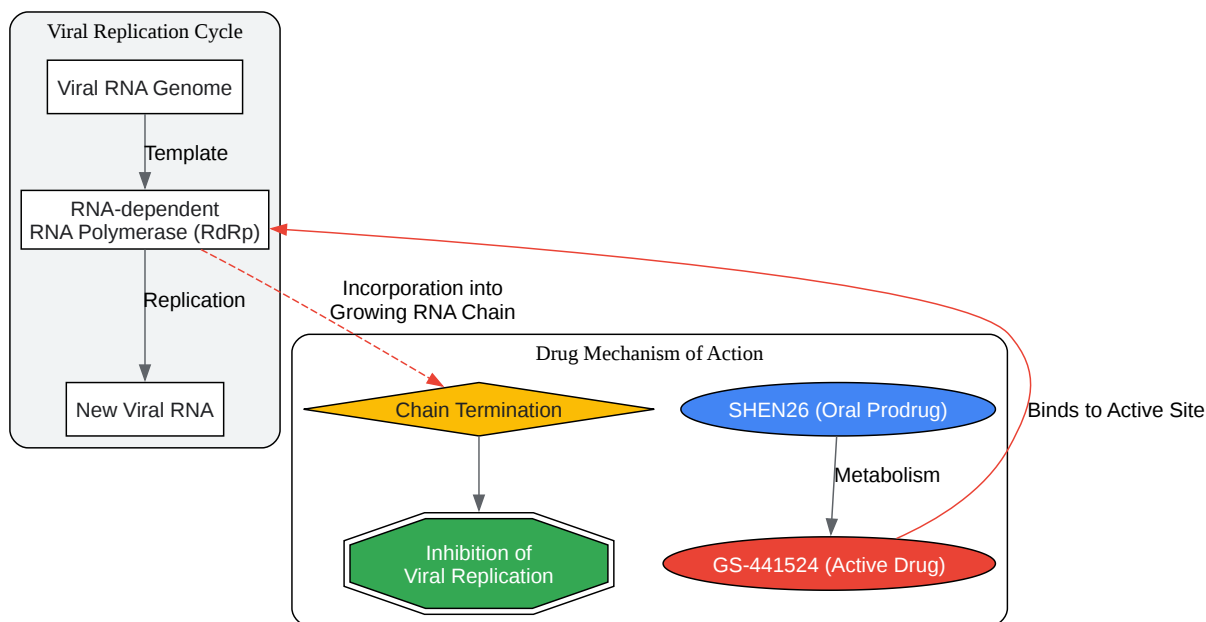 Viral Replication Cycle
Viral RNA Genome
Template
RNA-dependent
RNA Polymerase (RdRp)
Replication
Incorporation into
Growing RNA Chain
New Viral RNA
Drug Mechanism of Action
Chain Termination
SHEN26 (Oral Prodrug)
Binds to Active Site
Metabolism
Inhibition of
Viral Replication
GS-441524 (Active Drug)